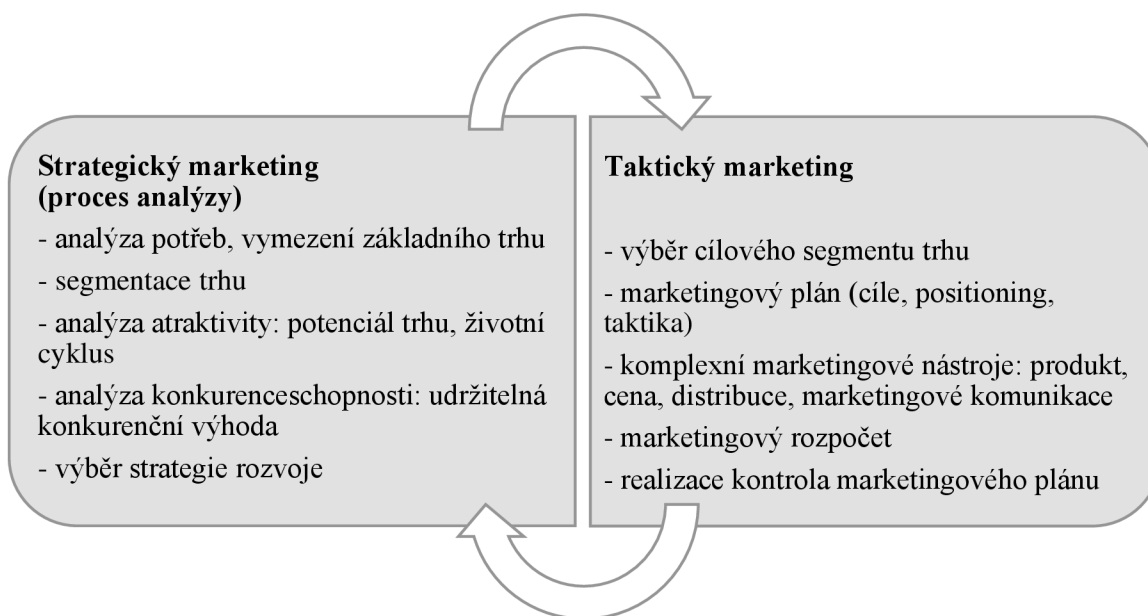 Strategický marketing
(proces analýzy)
- analýza potřeb, vymezení základního trhu
- segmentace trhu
- analýza atraktivity: potenciál trhu, životní
cyklus
- analýza konkurenceschopnosti: udržitelná
konkurenční výhoda
- výběr strategie rozvoje
Taktický marketing
- výběr cílového segmentu trhu
- marketingový plán (cíle, positioning,
taktika)
- komplexní marketingové nástroje: produkt,
cena, distribuce, marketingové komunikace
- marketingový rozpočet
- realizace kontrola marketingového plánu